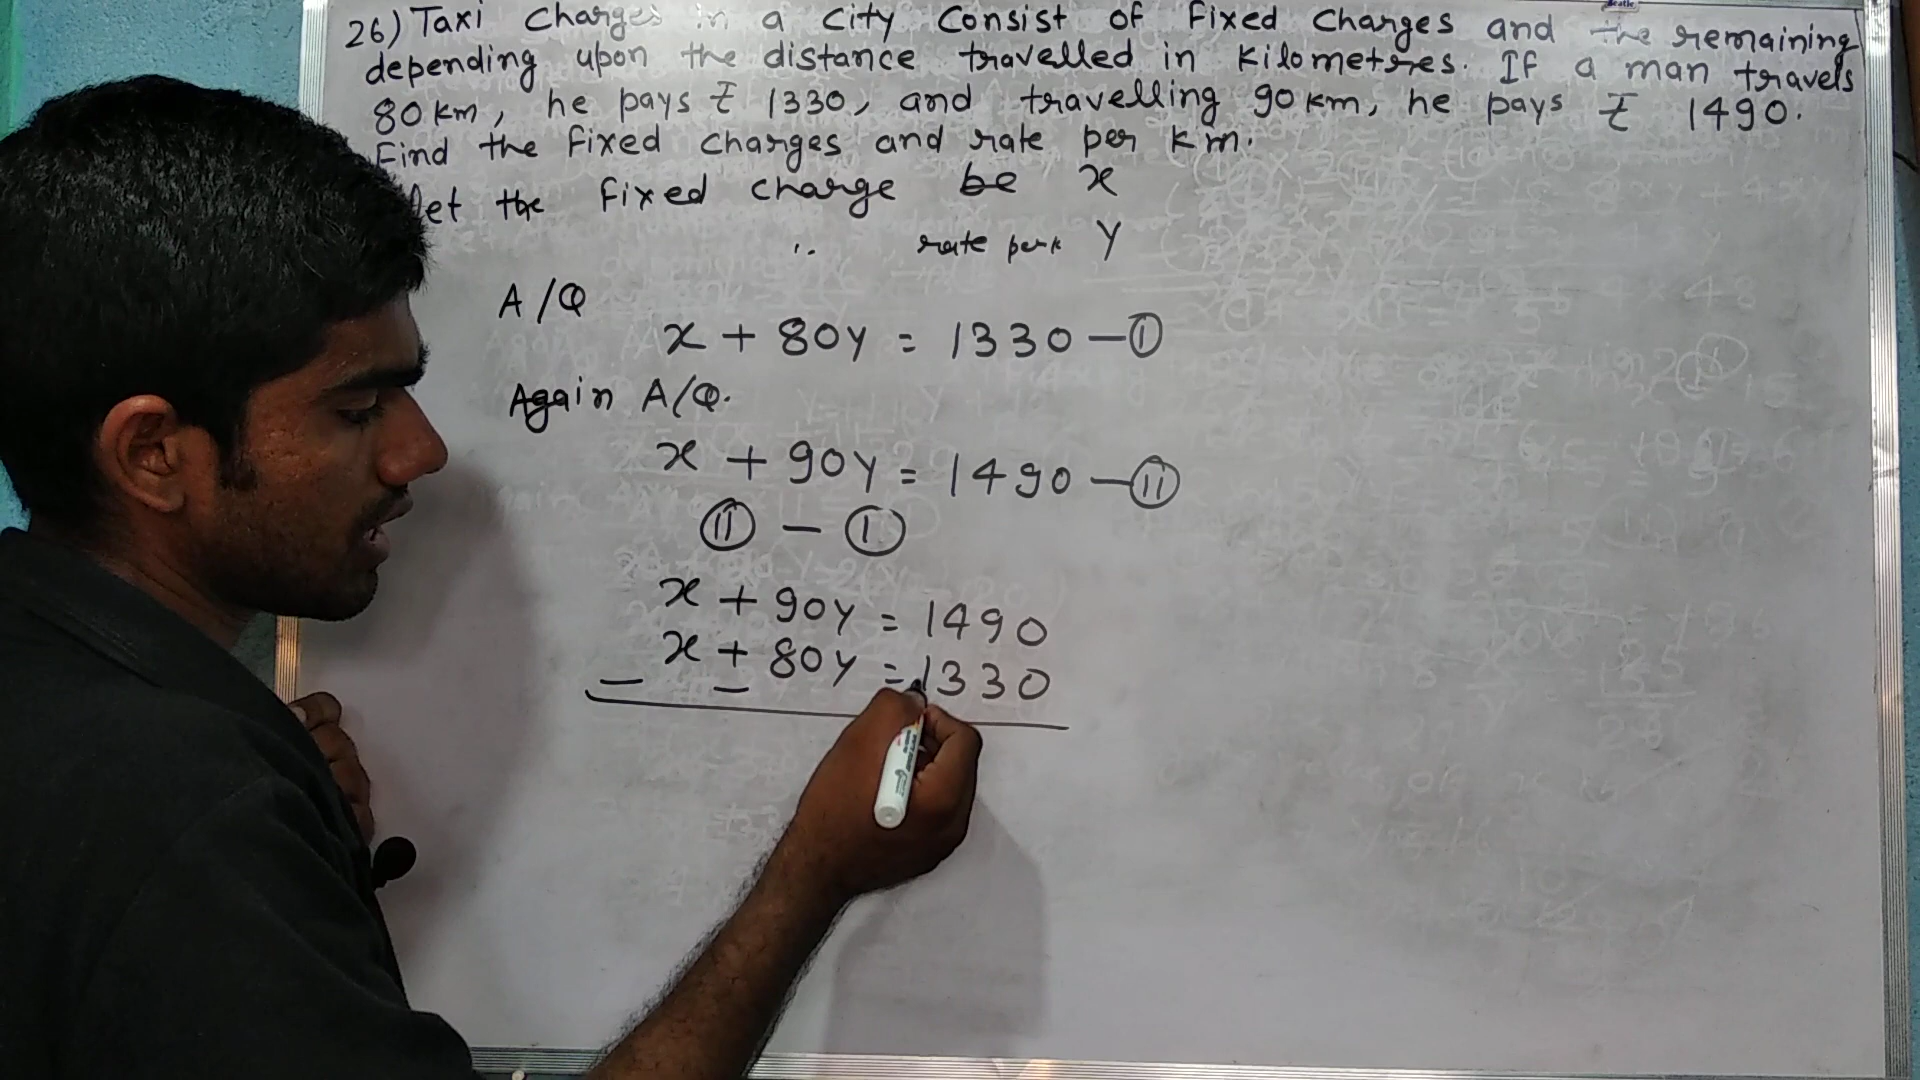 26) Taxi charges in a city consist of fixed charges and the remaining
depending upon the distance travelled in kilometres. If a man travels
80 km, he pays ₹ 1330, and travelling 90 km, he pays ₹ 1490.
Find the fixed charges and rate per km.
let the fixed charge be x
,, rate per k y
A/Q
x + 80y = 1330 — ①
Again A/Q.
x + 90y = 1490 — ⑪
⑪ — ①
x + 90y = 1490
x + 80y = 1330
— —